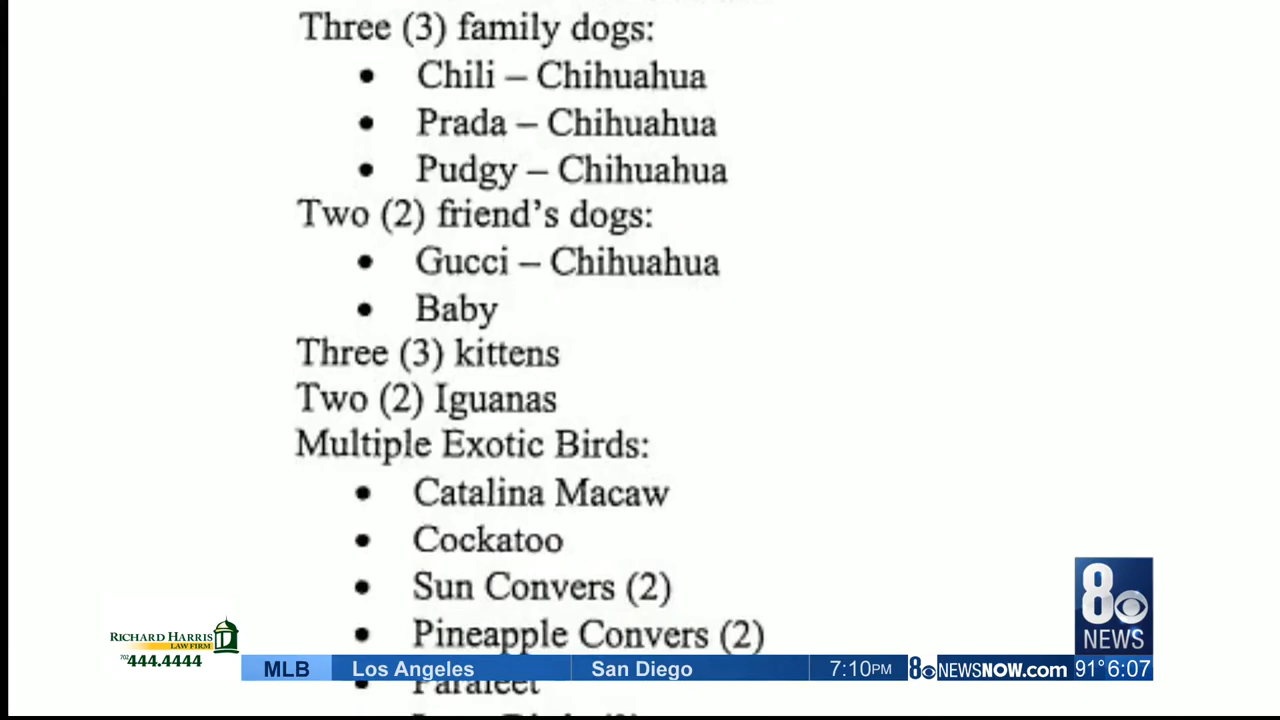 Three (3) family dogs:
• Chili – Chihuahua
• Prada – Chihuahua
• Pudgy – Chihuahua
Two (2) friend's dogs:
• Gucci – Chihuahua
• Baby
Three (3) kittens
Two (2) Iguanas
Multiple Exotic Birds:
• Catalina Macaw
• Cockatoo
• Sun Convers (2)
• Pineapple Convers (2)
8
NEWS
RICHARD HARRIS
LAW FIRM
702 444.4444
MLB Los Angeles San Diego 7:10PM 8 NEWSNOW.com 91° 6:07